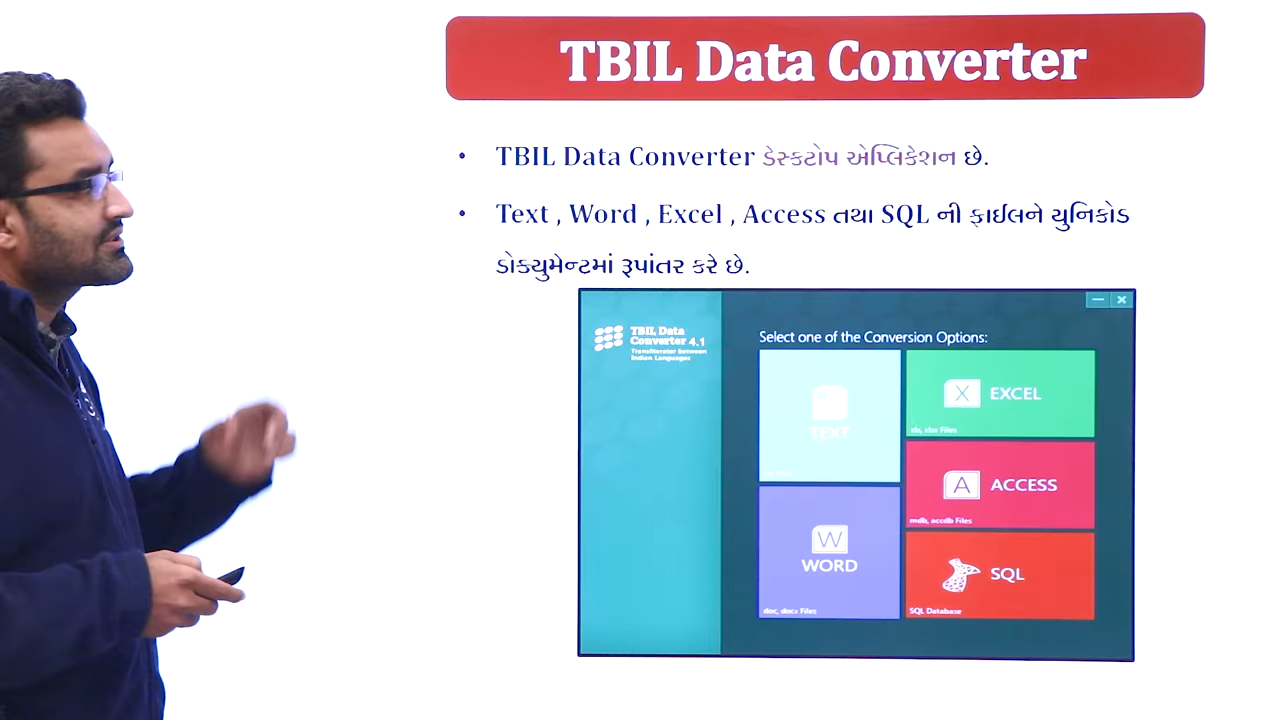 TBIL Data Converter
• TBIL Data Converter ડેસ્કટોપ એપ્લિકેશન છે.
• Text , Word , Excel , Access તથા SQL ની ફાઈલને યુનિકોડ
ડોક્યુમેન્ટમાં રૂપાંતર કરે છે.
TBIL Data
Converter 4.1
Transliterator between
Indian Languages
Select one of the Conversion Options:
TEXT
X EXCEL
xls, xlsx Files
A ACCESS
mdb, accdb Files
W
WORD
doc, docx Files
SQL
SQL Database